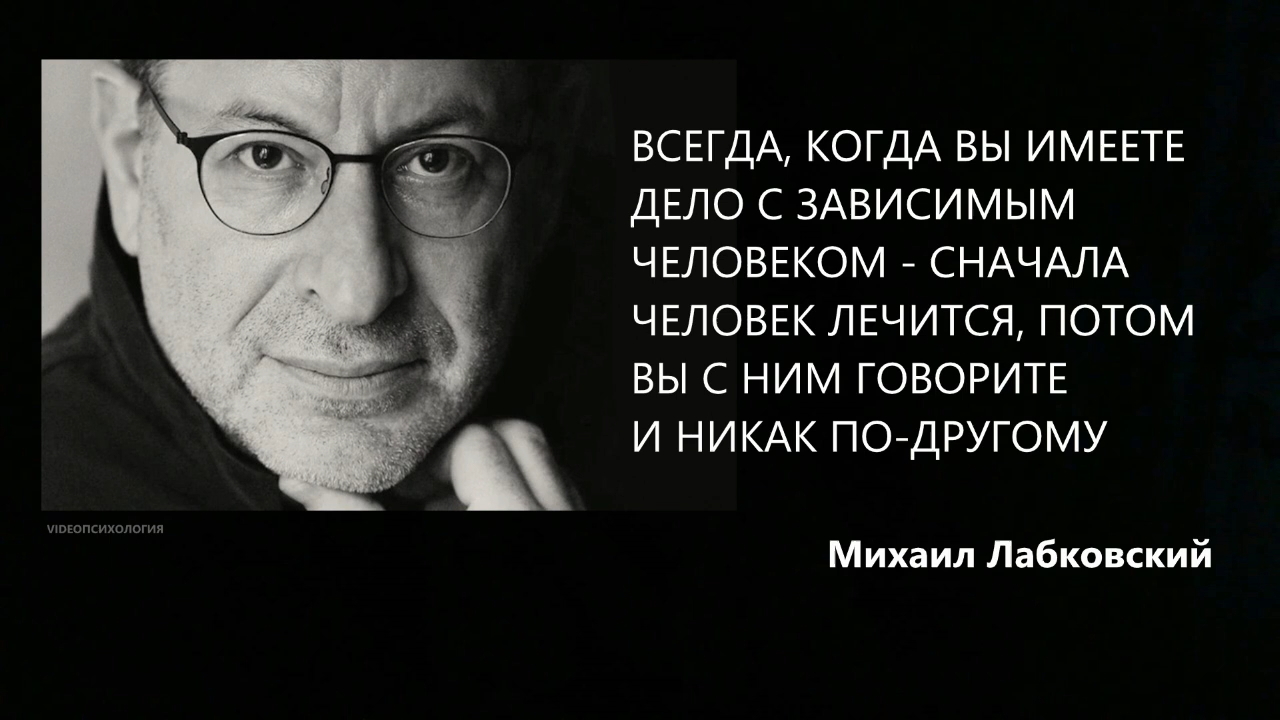 ВСЕГДА, КОГДА ВЫ ИМЕЕТЕ
ДЕЛО С ЗАВИСИМЫМ
ЧЕЛОВЕКОМ - СНАЧАЛА
ЧЕЛОВЕК ЛЕЧИТСЯ, ПОТОМ
ВЫ С НИМ ГОВОРИТЕ
И НИКАК ПО-ДРУГОМУ
VIDEOПСИХОЛОГИЯ
Михаил Лабковский